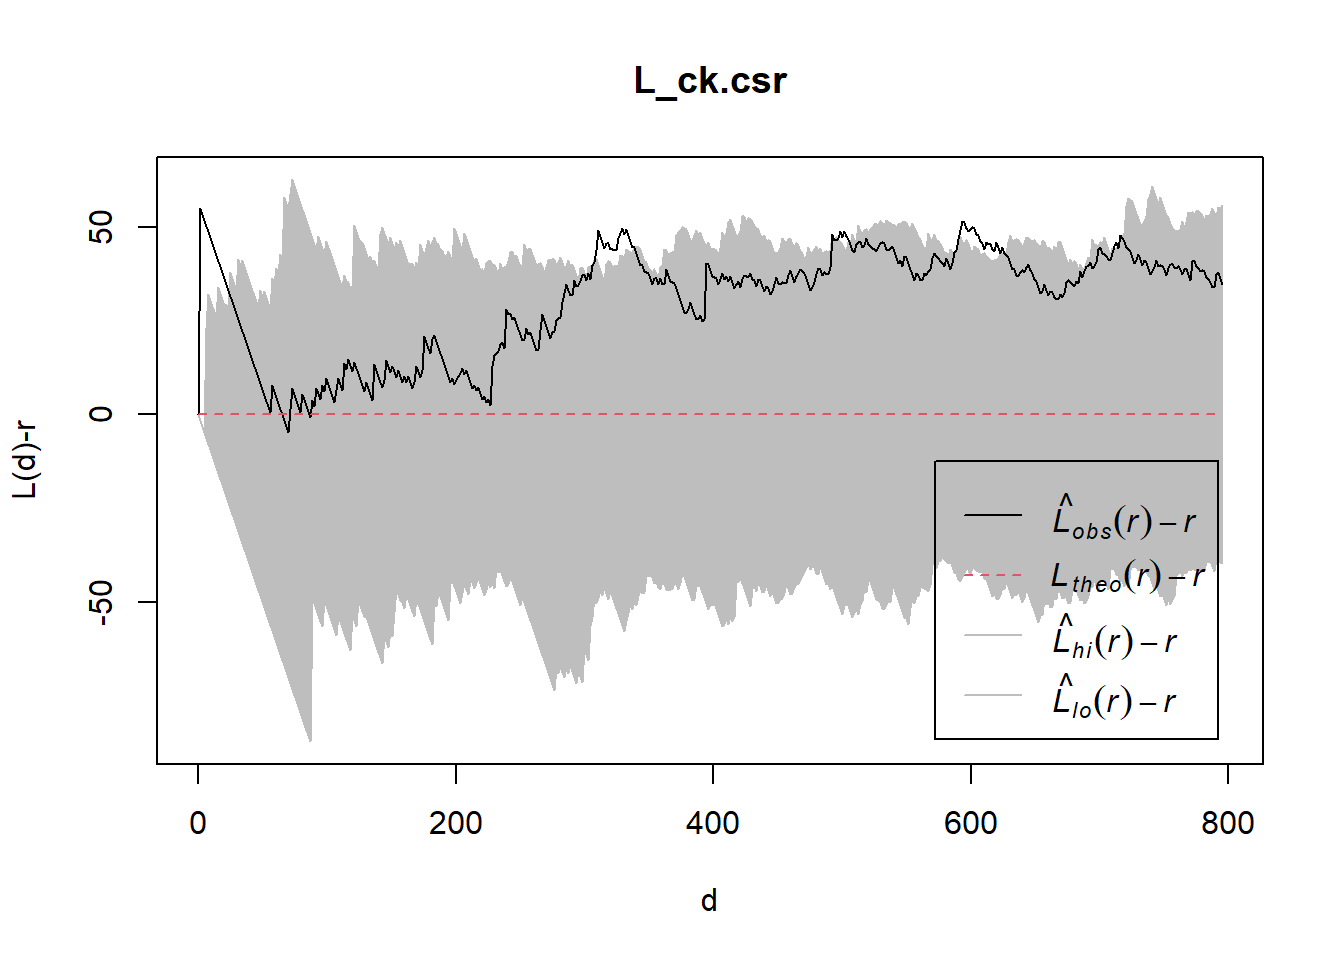 L_ck.csr
L(d)-r
50
0
-50
0 200 400 600 800
d
L̂obs(r) − r
Ltheo(r) − r
L̂hi(r) − r
L̂lo(r) − r